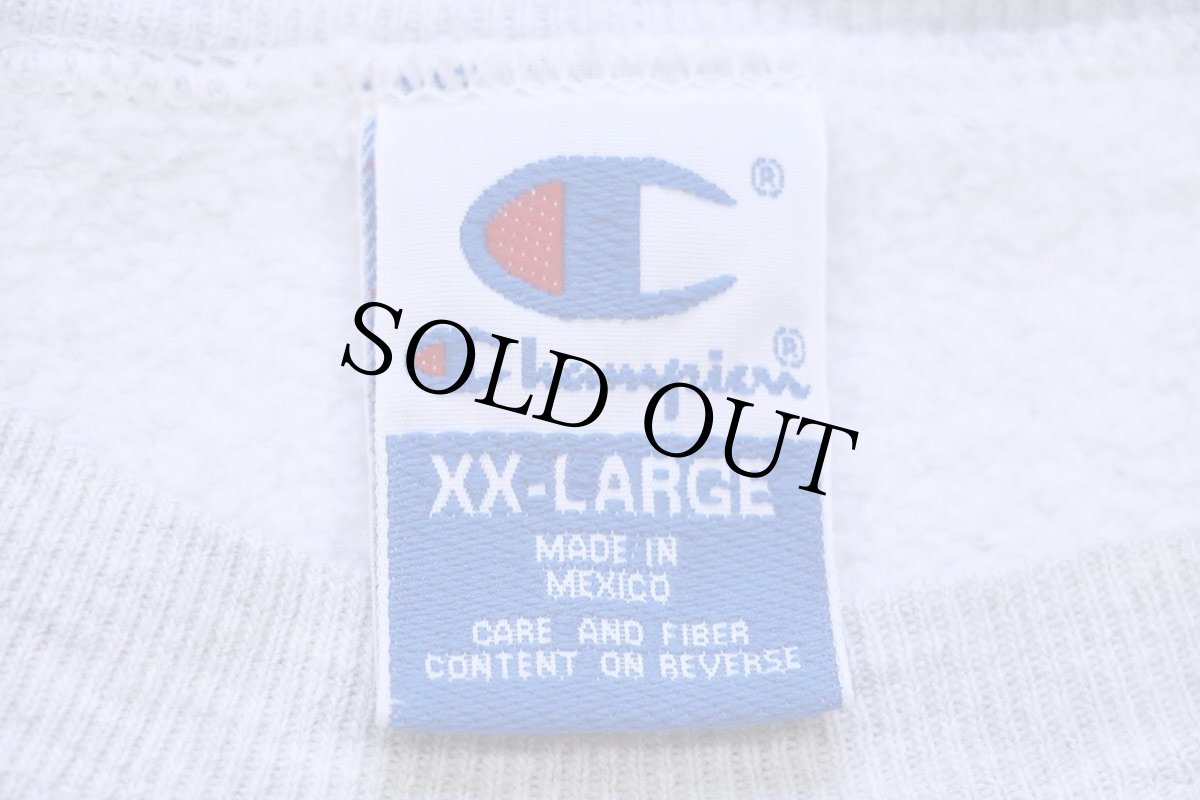 ®
Champion®
SOLD OUT
XX-LARGE
MADE IN
MEXICO
CARE AND FIBER
CONTENT ON REVERSE